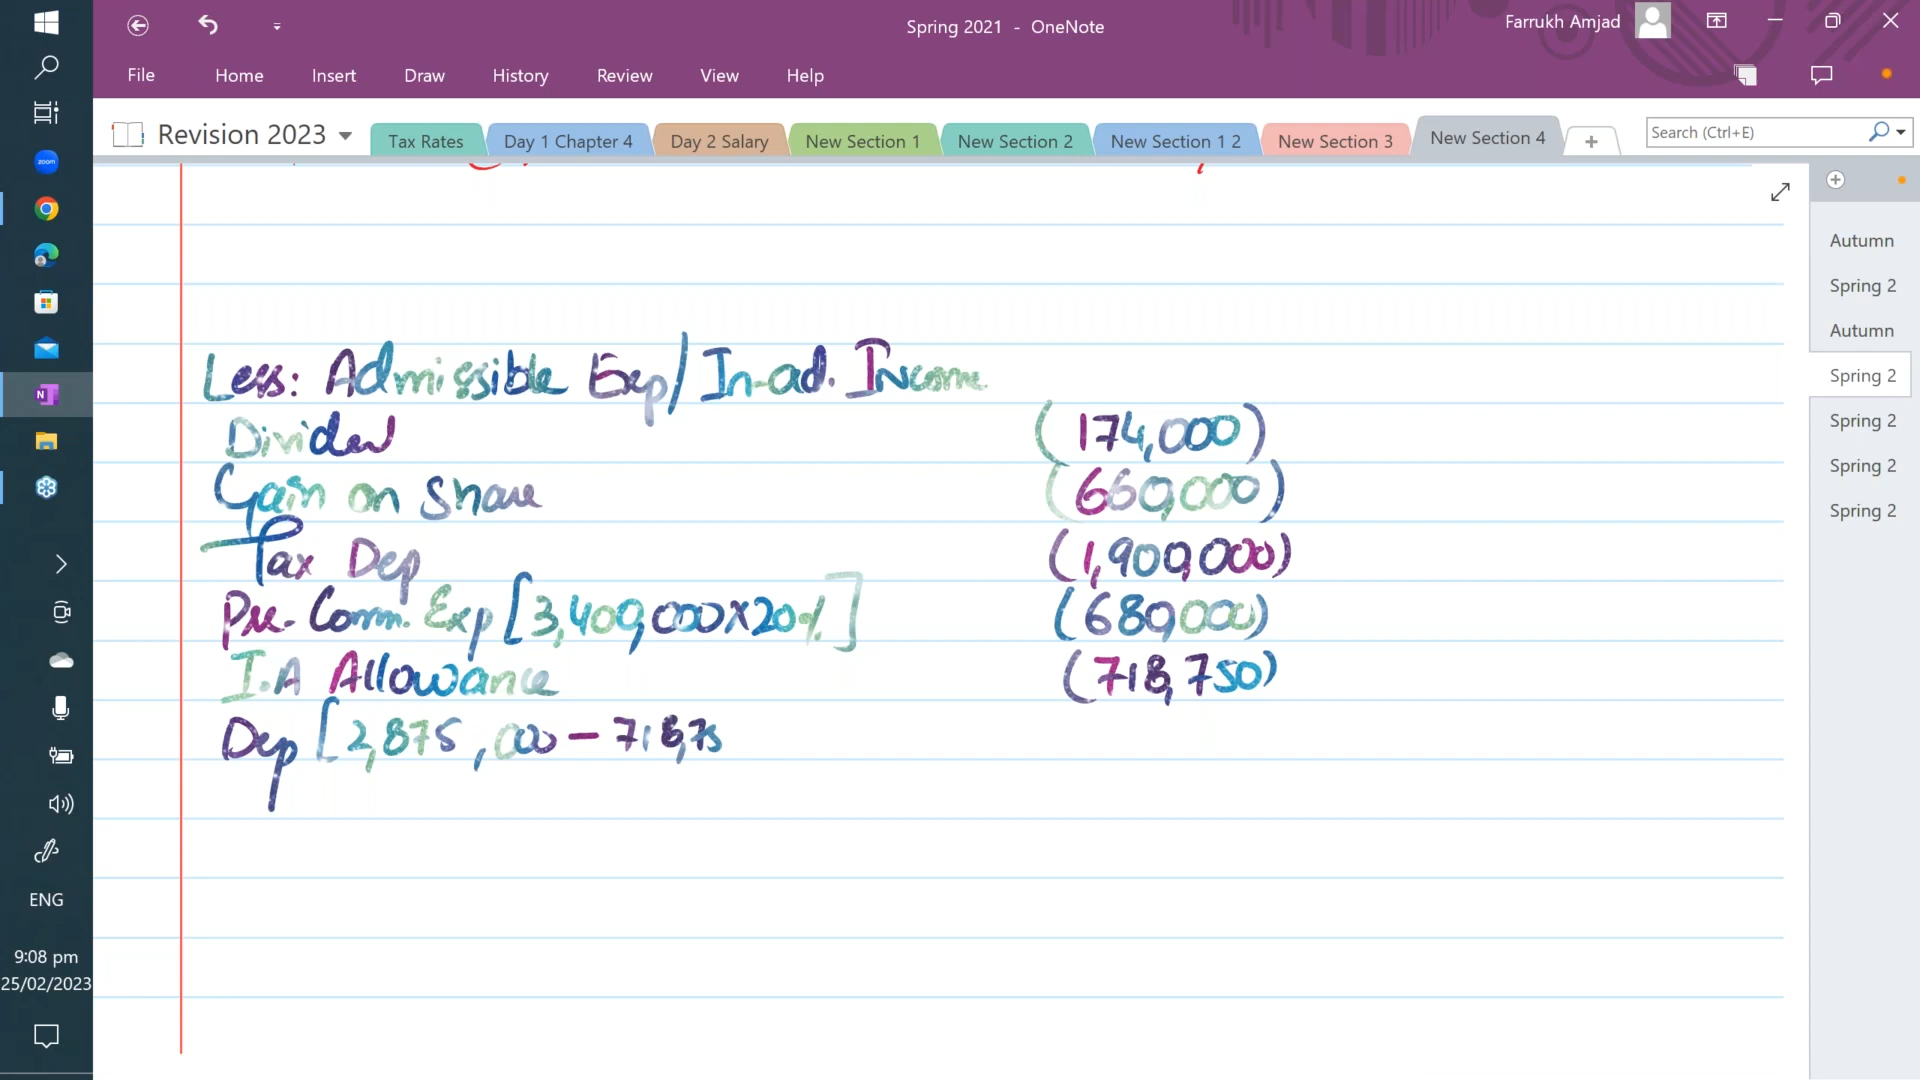 Spring 2021 - OneNote
Farrukh Amjad
File Home Insert Draw History Review View Help
Revision 2023
Tax Rates
Day 1 Chapter 4
Day 2 Salary
New Section 1
New Section 2
New Section 1 2
New Section 3
New Section 4
Search (Ctrl+E)
zoom
Autumn
Spring 2
Autumn
Spring 2
Spring 2
Spring 2
Spring 2
Less: Admissible Exp/In-ad. Income
Dividend (174,000)
Gain on Share (660,000)
Tax Dep (1,900,000)
Pre-Comm. Exp [3,400,000x20%] (680,000)
I.A Allowance (718,750)
Dep [2,875,000-718,75
ENG
9:08 pm
25/02/2023